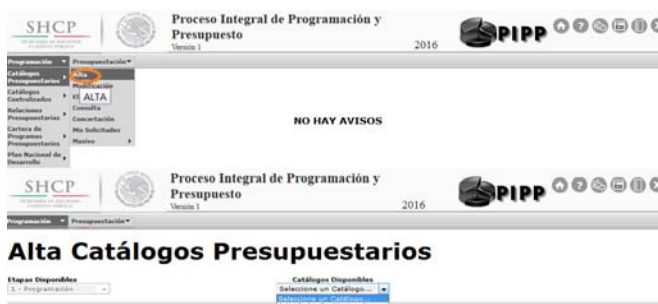 SHCP
Proceso Integral de Programación y
Presupuesto
Versión 1
2016
PIPP
Programación
Presupuestación
Catálogos
Presupuestarios
Alta
Modificación
Catálogos
Centralizados
ALTA
Consulta
Relaciones
Presupuestarias
Concertación
Cartera de
Programas
Presupuestarios
Mis Solicitudes
Masivo
Plan Nacional de
Desarrollo
NO HAY AVISOS
SHCP
Proceso Integral de Programación y
Presupuesto
Versión 1
2016
PIPP
Programación
Presupuestación
Alta Catálogos Presupuestarios
Etapas Disponibles
Catálogos Disponibles
1 - Programación
Seleccione un Catálogo...
Seleccione un Catálogo...